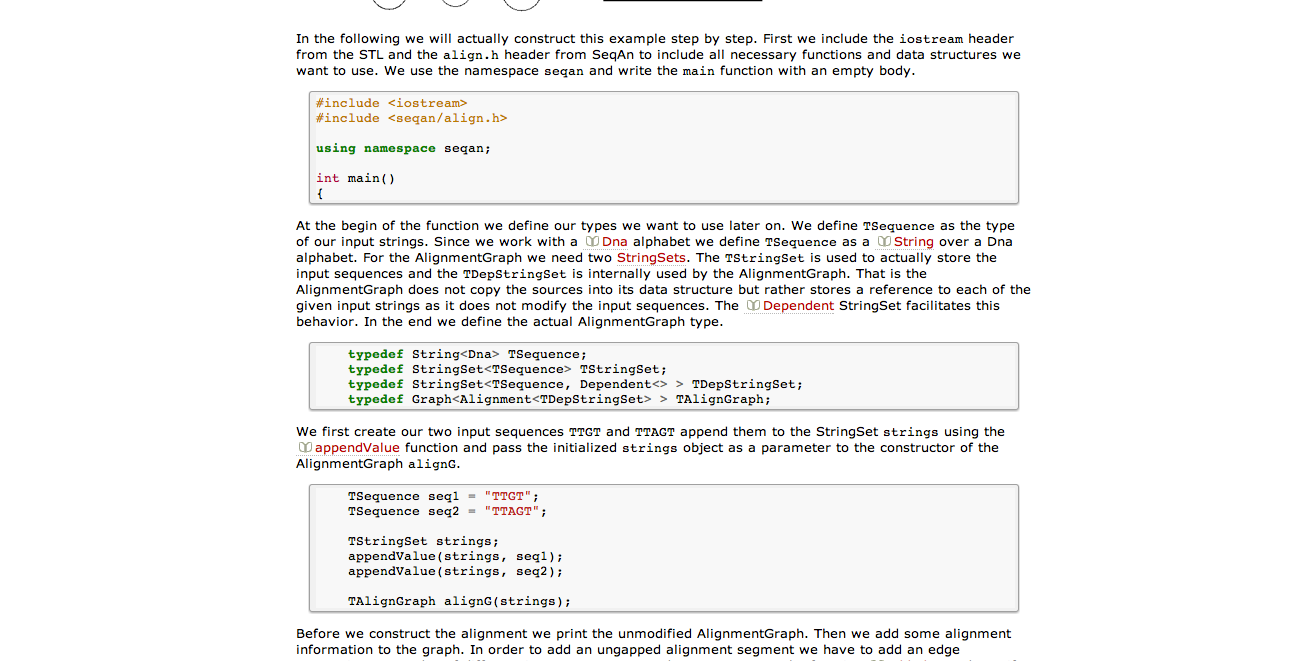 In the following we will actually construct this example step by step. First we include the iostream header
from the STL and the align.h header from SeqAn to include all necessary functions and data structures we
want to use. We use the namespace seqan and write the main function with an empty body.
#include <iostream>
#include <seqan/align.h>
using namespace seqan;
int main()
{
At the begin of the function we define our types we want to use later on. We define TSequence as the type
of our input strings. Since we work with a Dna alphabet we define TSequence as a String over a Dna
alphabet. For the AlignmentGraph we need two StringSets. The TStringSet is used to actually store the
input sequences and the TDepStringSet is internally used by the AlignmentGraph. That is the
AlignmentGraph does not copy the sources into its data structure but rather stores a reference to each of the
given input strings as it does not modify the input sequences. The Dependent StringSet facilitates this
behavior. In the end we define the actual AlignmentGraph type.
typedef String<Dna> TSequence;
typedef StringSet<TSequence> TStringSet;
typedef StringSet<TSequence, Dependent<> > TDepStringSet;
typedef Graph<Alignment<TDepStringSet> > TAlignGraph;
We first create our two input sequences TTGT and TTAGT append them to the StringSet strings using the
appendValue function and pass the initialized strings object as a parameter to the constructor of the
AlignmentGraph alignG.
TSequence seq1 = "TTGT";
TSequence seq2 = "TTAGT";
TStringSet strings;
appendValue(strings, seq1);
appendValue(strings, seq2);
TAlignGraph alignG(strings);
Before we construct the alignment we print the unmodified AlignmentGraph. Then we add some alignment
information to the graph. In order to add an ungapped alignment segment we have to add an edge